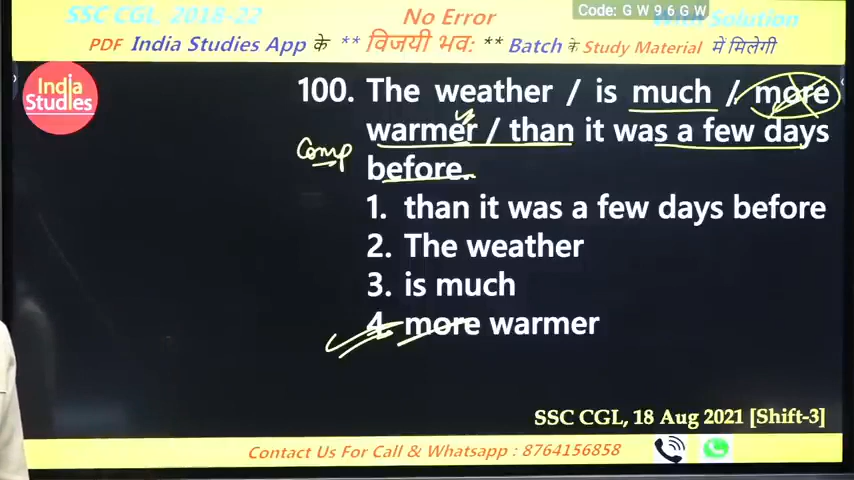 SSC CGL, 2018-22
No Error
Code: G W 9 6 G W
With Solution
PDF India Studies App के ** विजयी भव: ** Batch के Study Material में मिलेगी
India
Studies
100. The weather / is much / more
warmer / than it was a few days
Comp
before.
1. than it was a few days before
2. The weather
3. is much
4. more warmer
SSC CGL, 18 Aug 2021 [Shift-3]
Contact Us For Call & Whatsapp : 8764156858